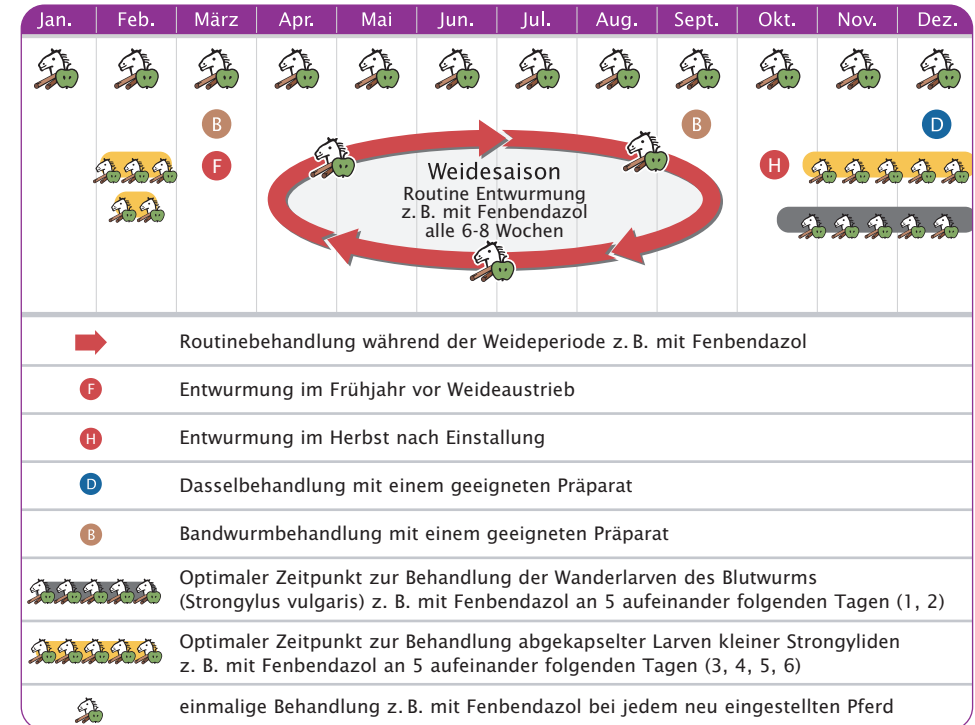 Jan. Feb. März Apr. Mai Jun. Jul. Aug. Sept. Okt. Nov. Dez.
B B D
F H
Weidesaison
Routine Entwurmung
z. B. mit Fenbendazol
alle 6-8 Wochen
Routinebehandlung während der Weideperiode z. B. mit Fenbendazol
F Entwurmung im Frühjahr vor Weideaustrieb
H Entwurmung im Herbst nach Einstallung
D Dasselbehandlung mit einem geeigneten Präparat
B Bandwurmbehandlung mit einem geeigneten Präparat
Optimaler Zeitpunkt zur Behandlung der Wanderlarven des Blutwurms
(Strongylus vulgaris) z. B. mit Fenbendazol an 5 aufeinander folgenden Tagen (1, 2)
Optimaler Zeitpunkt zur Behandlung abgekapselter Larven kleiner Strongyliden
z. B. mit Fenbendazol an 5 aufeinander folgenden Tagen (3, 4, 5, 6)
einmalige Behandlung z. B. mit Fenbendazol bei jedem neu eingestellten Pferd